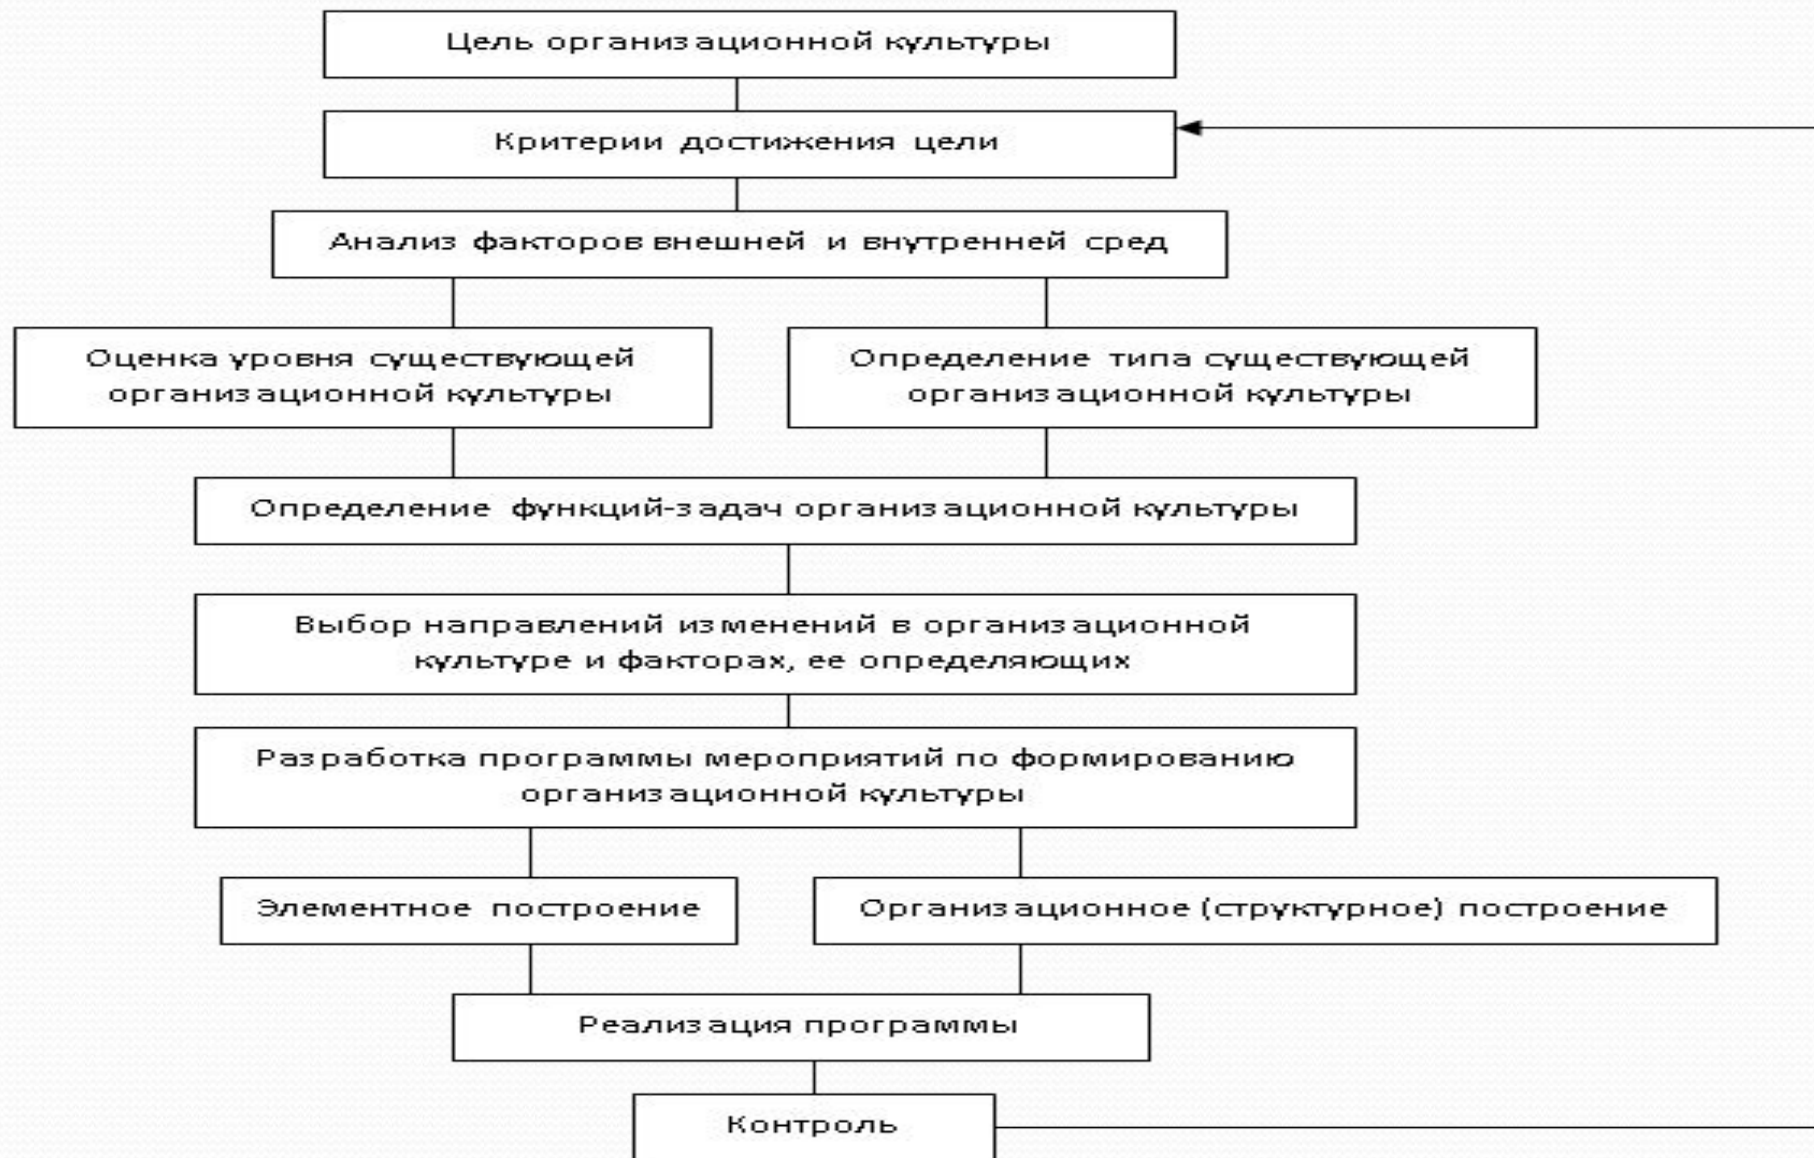 Цель организационной культуры
Критерии достижения цели
Анализ факторов внешней и внутренней сред
Оценка уровня существующей
организационной культуры
Определение типа существующей
организационной культуры
Определение функций-задач организационной культуры
Выбор направлений изменений в организационной
культуре и факторах, ее определяющих
Разработка программы мероприятий по формированию
организационной культуры
Элементное построение
Организационное (структурное) построение
Реализация программы
Контроль